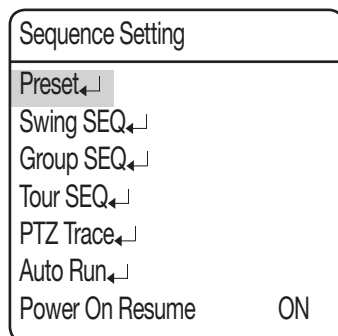 Sequence Setting
Preset↵
Swing SEQ↵
Group SEQ↵
Tour SEQ↵
PTZ Trace↵
Auto Run↵
Power On Resume ON